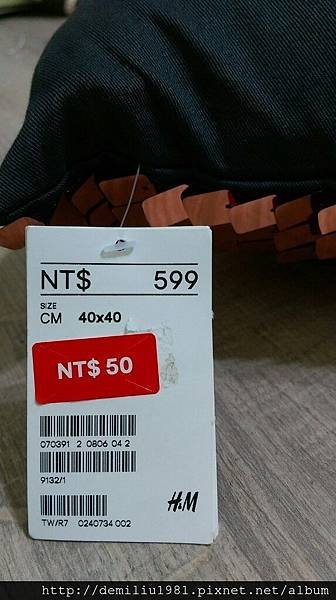 NT$ 599
SIZE
CM 40x40
NT$ 50
070391 2 0806 04 2
9132/1
H&M
TW/R7 0240734 002
http://demiliu1981.pixnet.net/album